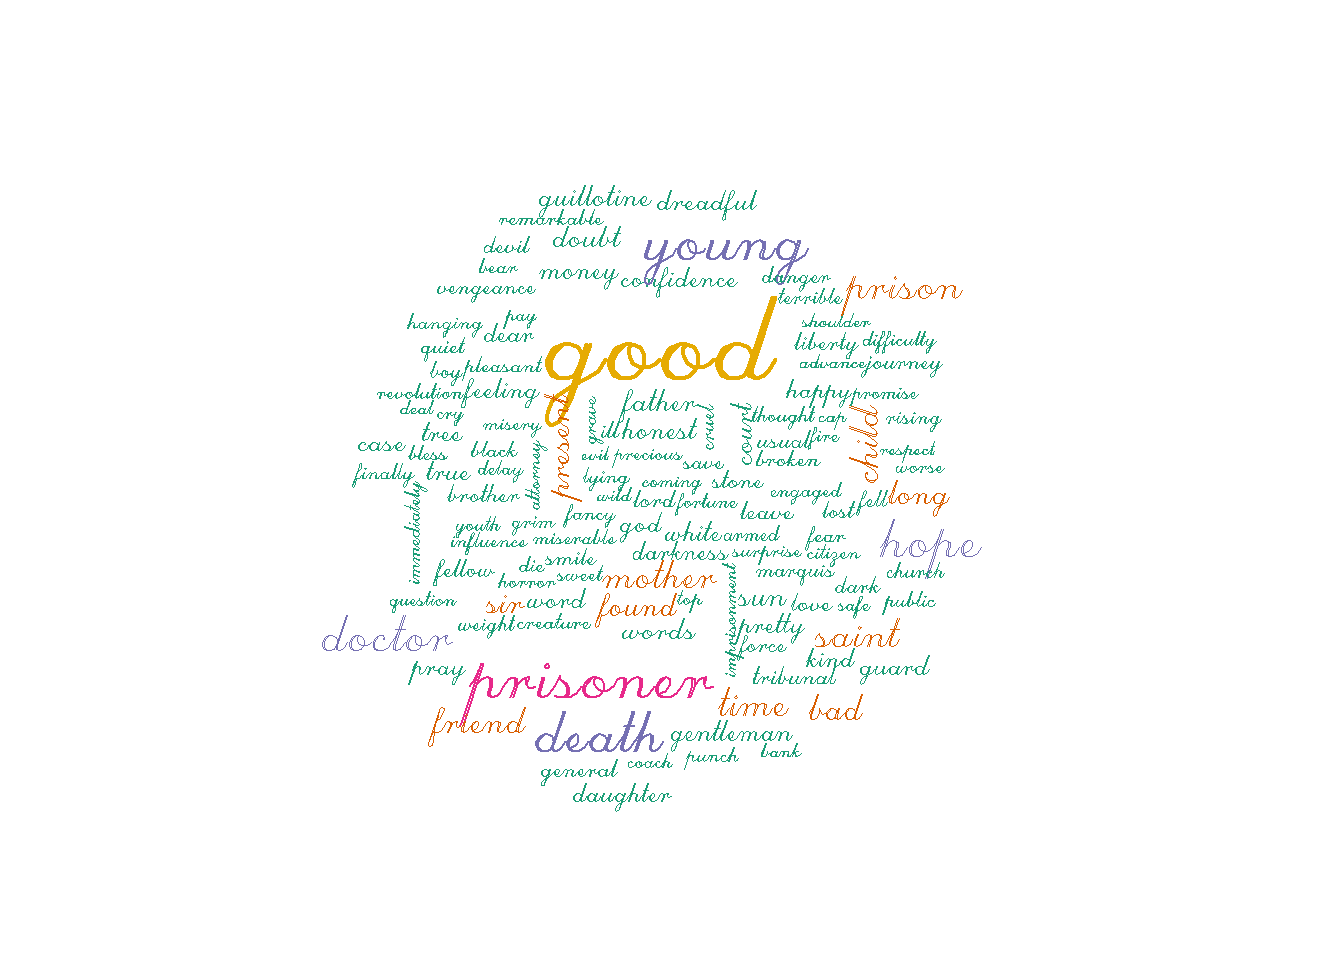 guillotine dreadful
remarkable
devil doubt young
bear money confidence danger
vengeance terrible prison
hanging pay good shoulder
quiet dear liberty difficulty
boy pleasant advance journey
revolution feeling present grave father cruel court happy promise
deal cry misery ill honest thought cap child rising
case tree black attorney evil precious save usual fire respect
bless broken worse
finally true delay lying coming stone
immediately brother wild lord fortune engaged fell long
youth grim fancy god white armed leave lost hope
influence miserable darkness surprise citizen fear
fellow die smile mother imprisonment marquis church
horror sweet dark
question sir word found top sun love safe public
doctor weight creature words pretty saint
force
pray prisoner tribunal kind guard
friend death time bad
gentleman
general coach punch bank
daughter